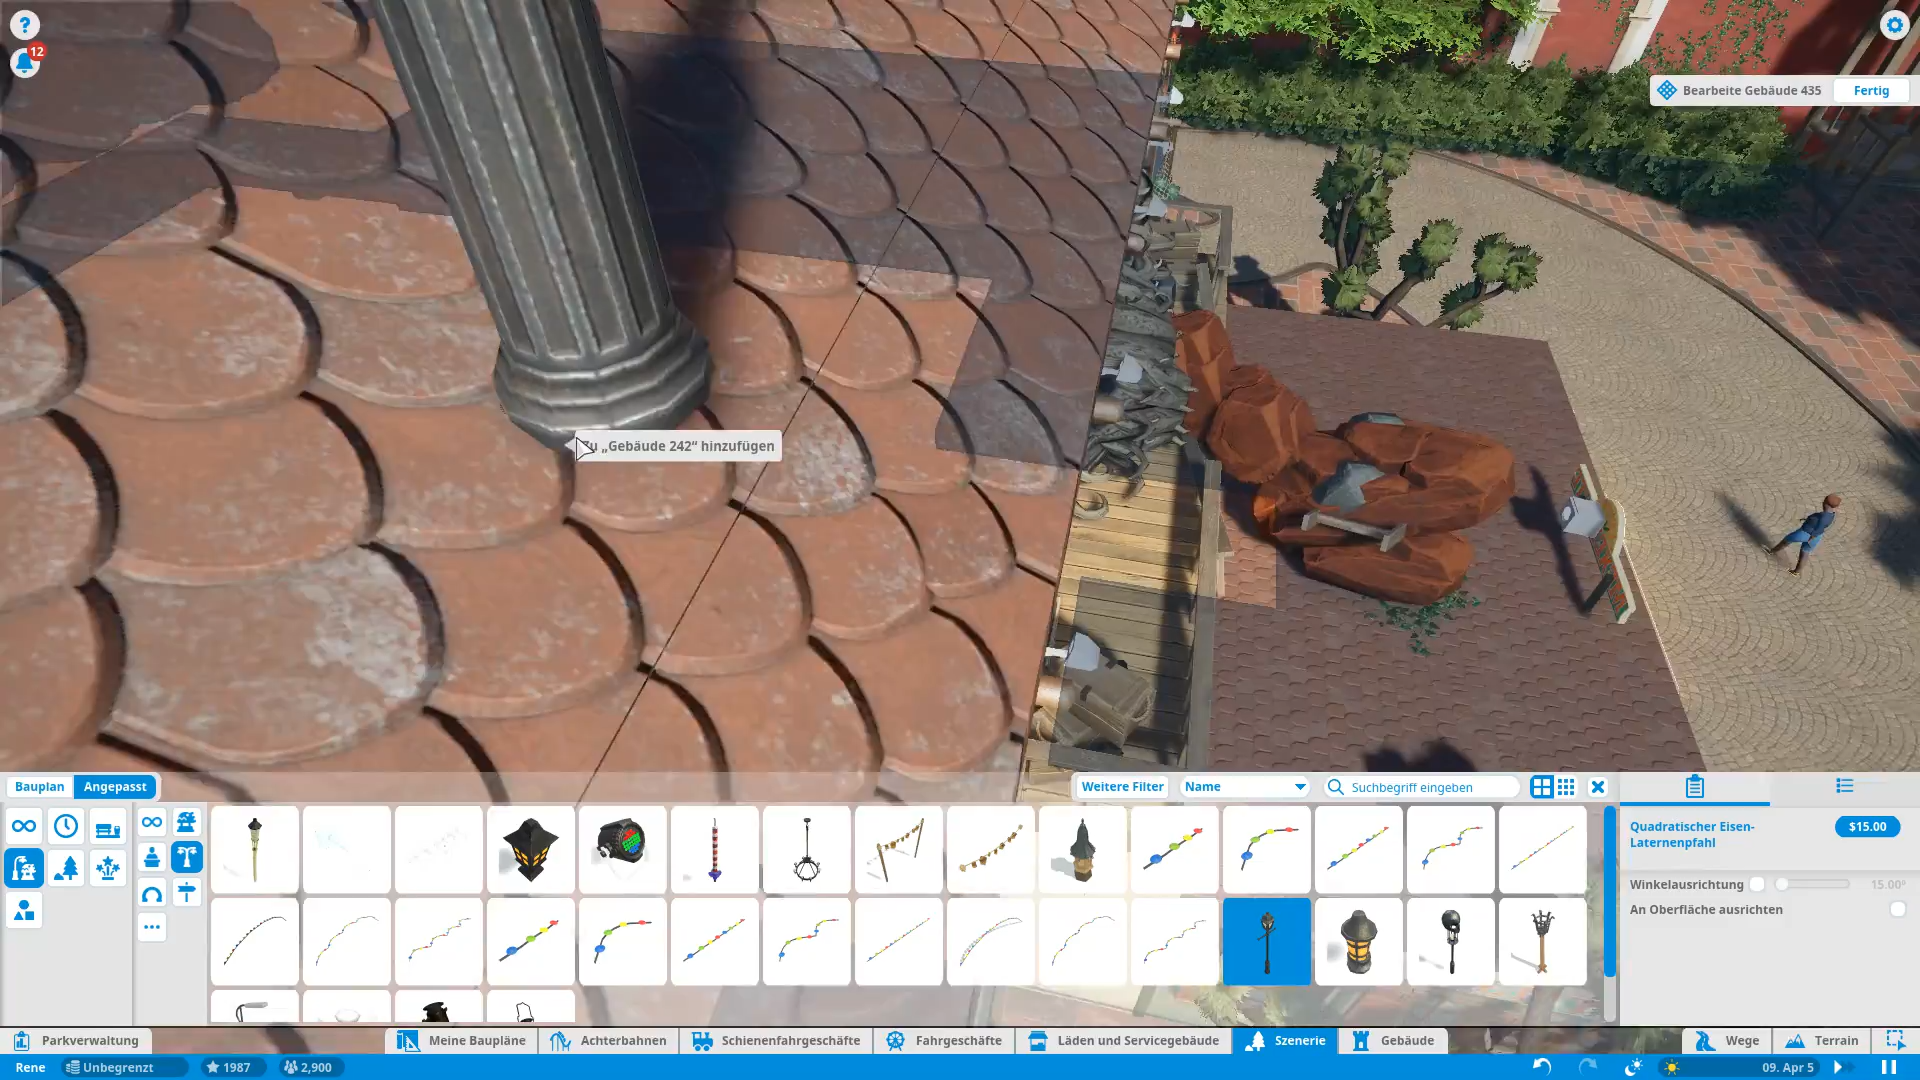 ?
12
Bearbeite Gebäude 435
Fertig
Zu „Gebäude 242“ hinzufügen
Bauplan
Angepasst
Weitere Filter
Name
Suchbegriff eingeben
Quadratischer Eisen-
Laternenpfahl
$15.00
Winkelausrichtung
15.00°
An Oberfläche ausrichten
Parkverwaltung
Meine Baupläne
Achterbahnen
Schienenfahrgeschäfte
Fahrgeschäfte
Läden und Servicegebäude
Szenerie
Gebäude
Wege
Terrain
Rene
Unbegrenzt
1987
2,900
09. Apr 5